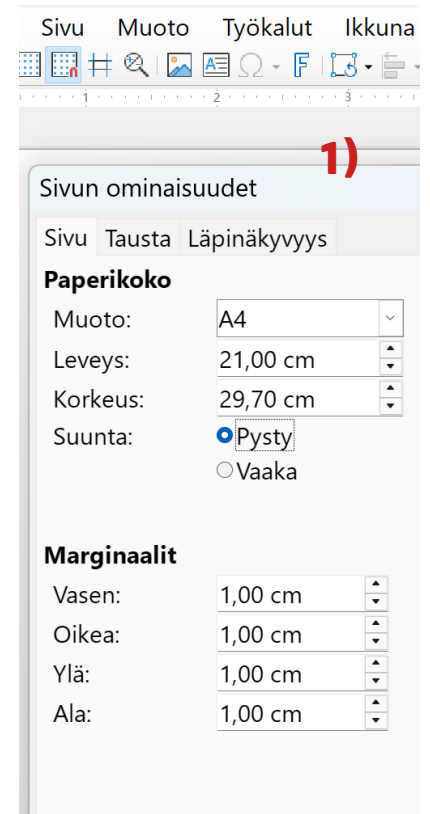 Sivu Muoto Työkalut Ikkuna
1 2 3
1)
Sivun ominaisuudet
Sivu Tausta Läpinäkyvyys
Paperikoko
Muoto: A4
Leveys: 21,00 cm
Korkeus: 29,70 cm
Suunta: Pysty
Vaaka
Marginaalit
Vasen: 1,00 cm
Oikea: 1,00 cm
Ylä: 1,00 cm
Ala: 1,00 cm